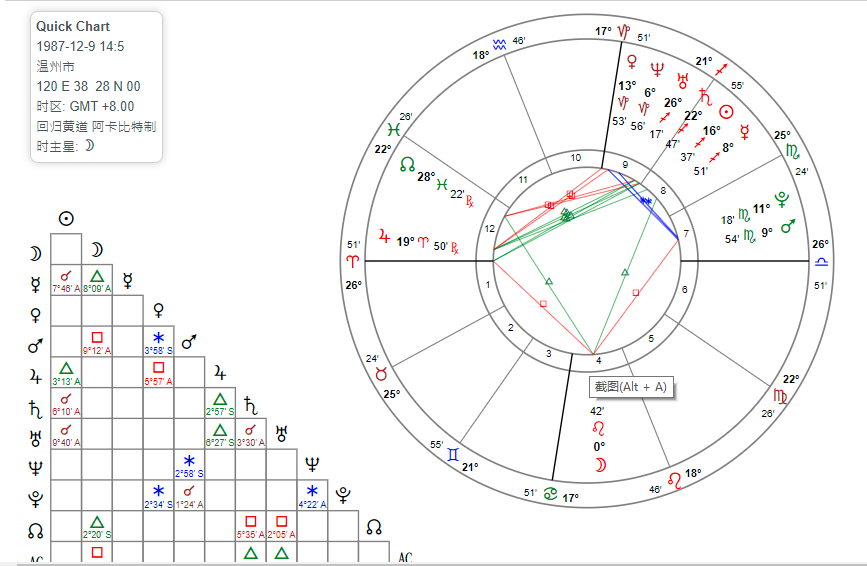 Quick Chart
1987-12-9 14:5
温州市
120 E 38 28 N 00
时区: GMT +8.00
回归黄道 阿卡比特制
时主星: ☽
17° ♑ 51'
18° ♒ 46'
21° ♐ 55'
♀ ♆ ♅ ♄ ☉ ☿
13° ♑ 53'
6° ♑ 56'
26° ♐ 17'
22° ♐ 47'
16° ♐ 37'
8° ♐ 51'
26' ♓ 22°
25° ♏ 24'
☊ 28° ♓ 22' ℞
♇ 11° ♏ 18'
♂ 9° ♏ 54'
♃ 19° ♈ 50' ℞
51' ♈ 26°
26° ♎ 51'
10 9 8 7 6 5 4 3 2 1 12 11
24' ♉ 25°
22° ♍ 26'
截图(Alt + A)
42'
♌
0°
☽
55' ♊ 21°
46' ♌ 18°
51' ♋ 17°
☉
☽ ☽
☿ 7°46' A 8°09' A ☿
♀ ♀
♂ 9°12' A 3°58' S ♂
♃ 3°13' A 5°57' A ♃
♄ 6°10' A 2°57' S ♄
♅ 9°40' A 6°27' S 3°30' A ♅
♆ 2°58' S ♆
♇ 2°34' S 1°24' A 4°22' A ♇
☊ 2°20' S 5°35' A 2°05' A ☊
AC AC